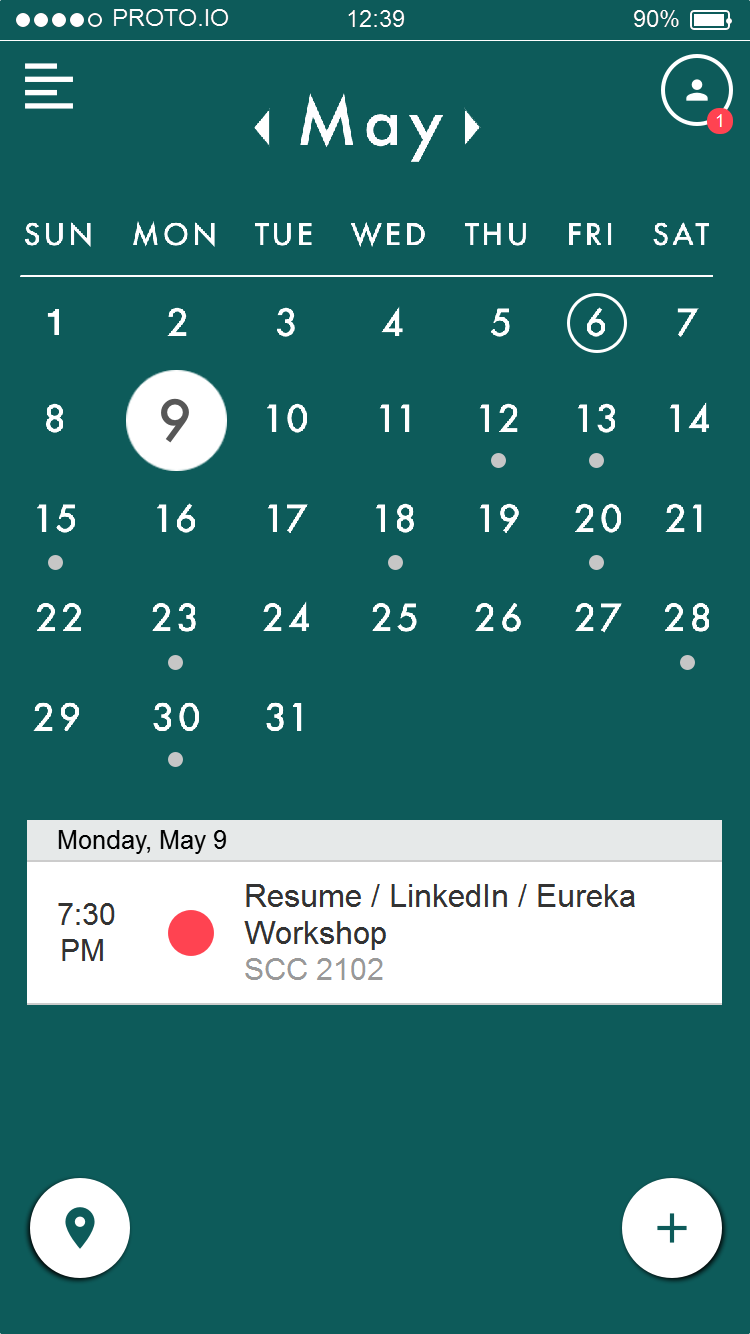 PROTO.IO 12:39 90%
1
May
SUN MON TUE WED THU FRI SAT
1 2 3 4 5 6 7
8 9 10 11 12 13 14
15 16 17 18 19 20 21
22 23 24 25 26 27 28
29 30 31
Monday, May 9
7:30 PM
Resume / LinkedIn / Eureka
Workshop
SCC 2102